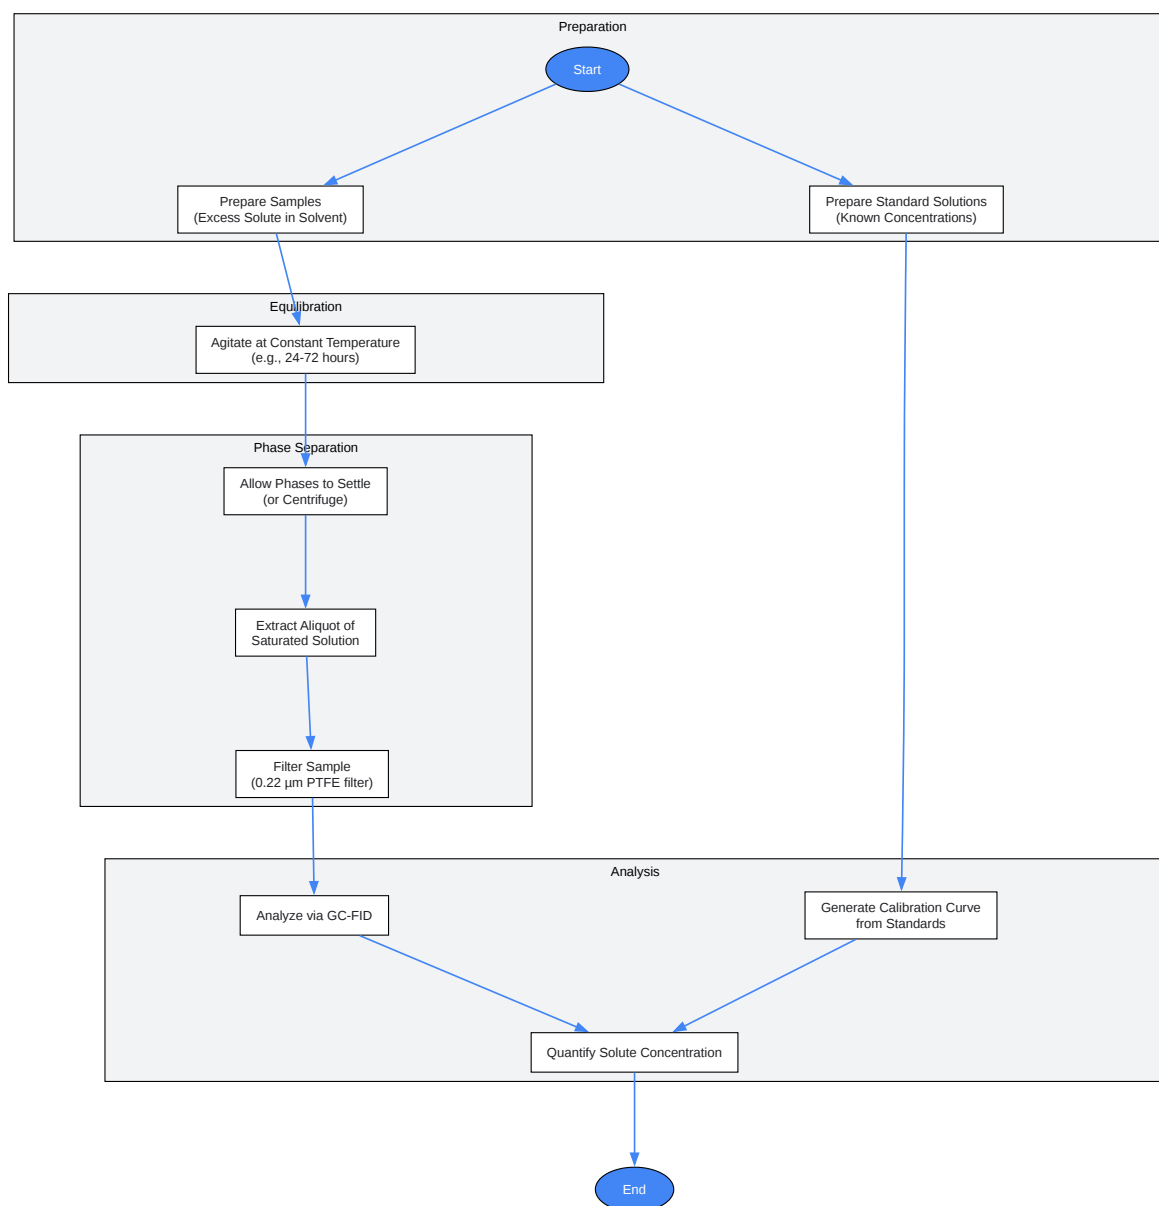 Preparation
Start
Prepare Samples
(Excess Solute in Solvent)
Prepare Standard Solutions
(Known Concentrations)
Equilibration
Agitate at Constant Temperature
(e.g., 24-72 hours)
Phase Separation
Allow Phases to Settle
(or Centrifuge)
Extract Aliquot of
Saturated Solution
Filter Sample
(0.22 µm PTFE filter)
Analysis
Analyze via GC-FID
Generate Calibration Curve
from Standards
Quantify Solute Concentration
End